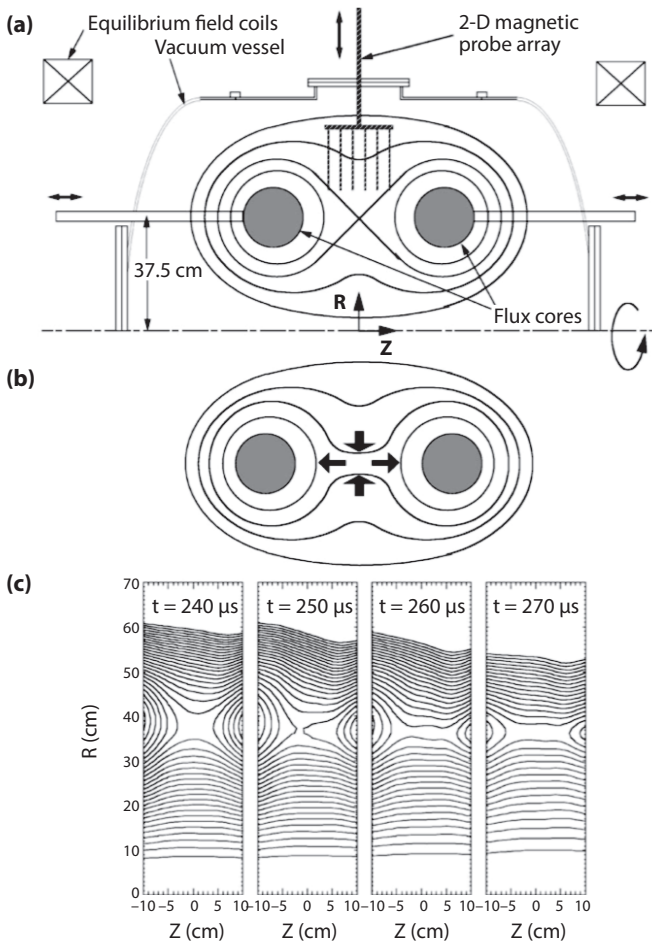 (a)
Equilibrium field coils
Vacuum vessel
2-D magnetic
probe array
37.5 cm
R
Z
Flux cores
(b)
(c)
70
60
50
40
30
20
10
0
R (cm)
t = 240 µs
t = 250 µs
t = 260 µs
t = 270 µs
–10 –5 0 5 10 –10 –5 0 5 10 –10 –5 0 5 10 –10 –5 0 5 10
Z (cm) Z (cm) Z (cm) Z (cm)